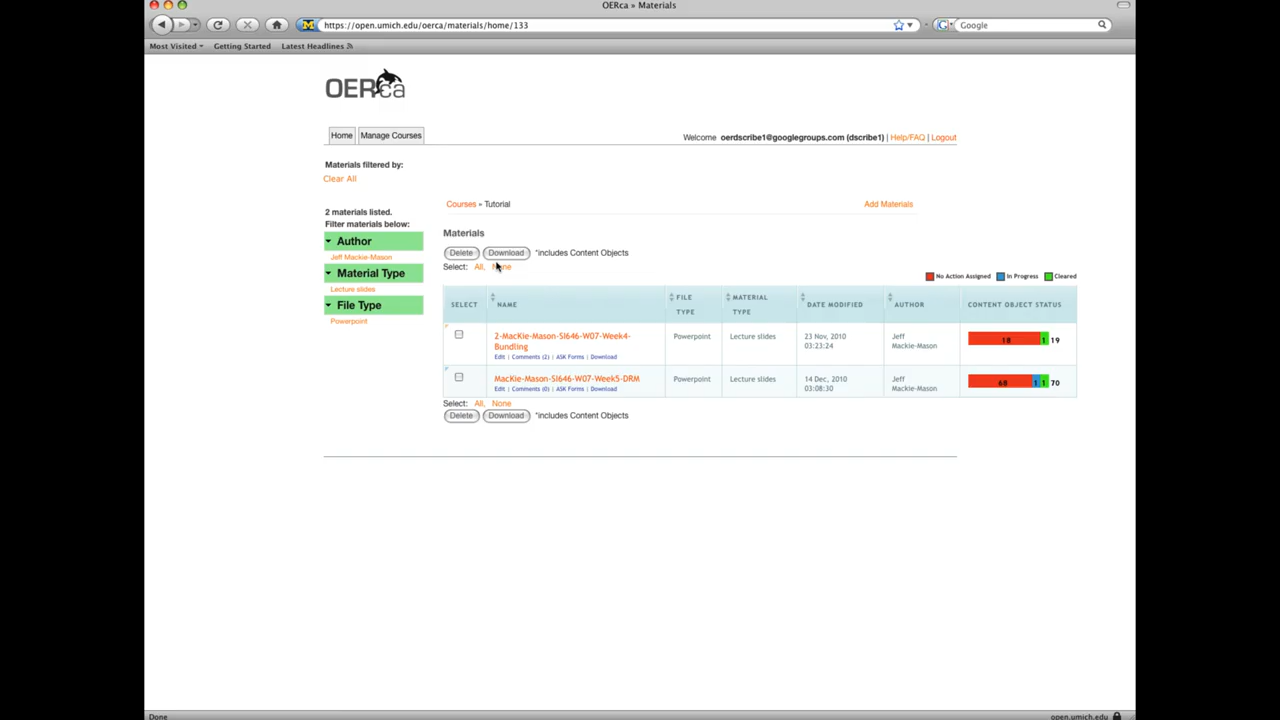 OERca » Materials
https://open.umich.edu/oerca/materials/home/133
Google
Most Visited Getting Started Latest Headlines
OERca
Home Manage Courses
Welcome oerdscribe1@googlegroups.com (dscribe1) | Help/FAQ | Logout
Materials filtered by:
Clear All
Courses » Tutorial Add Materials
2 materials listed.
Filter materials below:
Author
Jeff Mackie-Mason
Material Type
Lecture slides
File Type
Powerpoint
Materials
Delete Download *includes Content Objects
Select: All, None
No Action Assigned In Progress Cleared
SELECT NAME FILE TYPE MATERIAL TYPE DATE MODIFIED AUTHOR CONTENT OBJECT STATUS
2-MacKie-Mason-SI646-W07-Week4-
Bundling
Edit | Comments (2) | ASK Forms | Download
Powerpoint
Lecture slides
23 Nov, 2010
03:23:24
Jeff
Mackie-Mason
18 1 19
MacKie-Mason-SI646-W07-Week5-DRM
Edit | Comments (0) | ASK Forms | Download
Powerpoint
Lecture slides
14 Dec, 2010
03:08:30
Jeff
Mackie-Mason
68 1 1 70
Select: All, None
Delete Download *includes Content Objects
Done
open.umich.edu